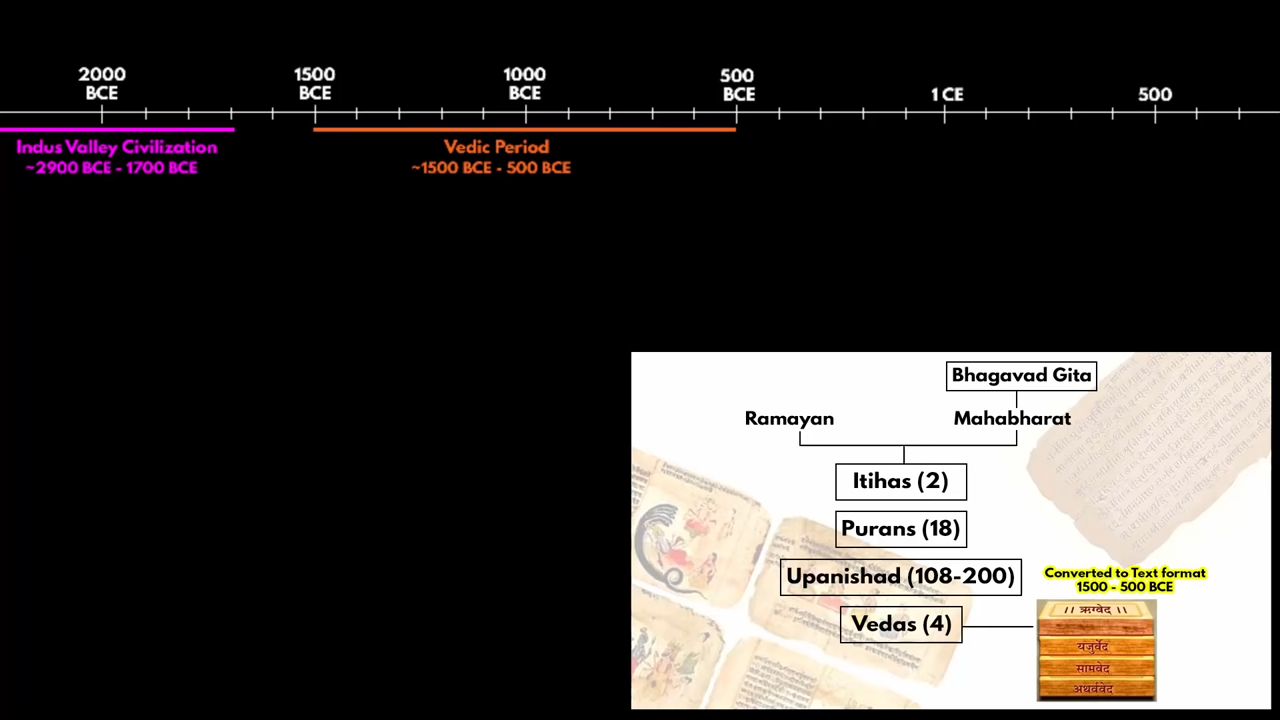 2000
BCE
1500
BCE
1000
BCE
500
BCE
1 CE
500
Indus Valley Civilization
~2900 BCE - 1700 BCE
Vedic Period
~1500 BCE - 500 BCE
Bhagavad Gita
Ramayan
Mahabharat
Itihas (2)
Purans (18)
Upanishad (108-200)
Converted to Text format
1500 - 500 BCE
Vedas (4)
।। ऋग्वेद ।।
यजुर्वेद
सामवेद
अथर्ववेद